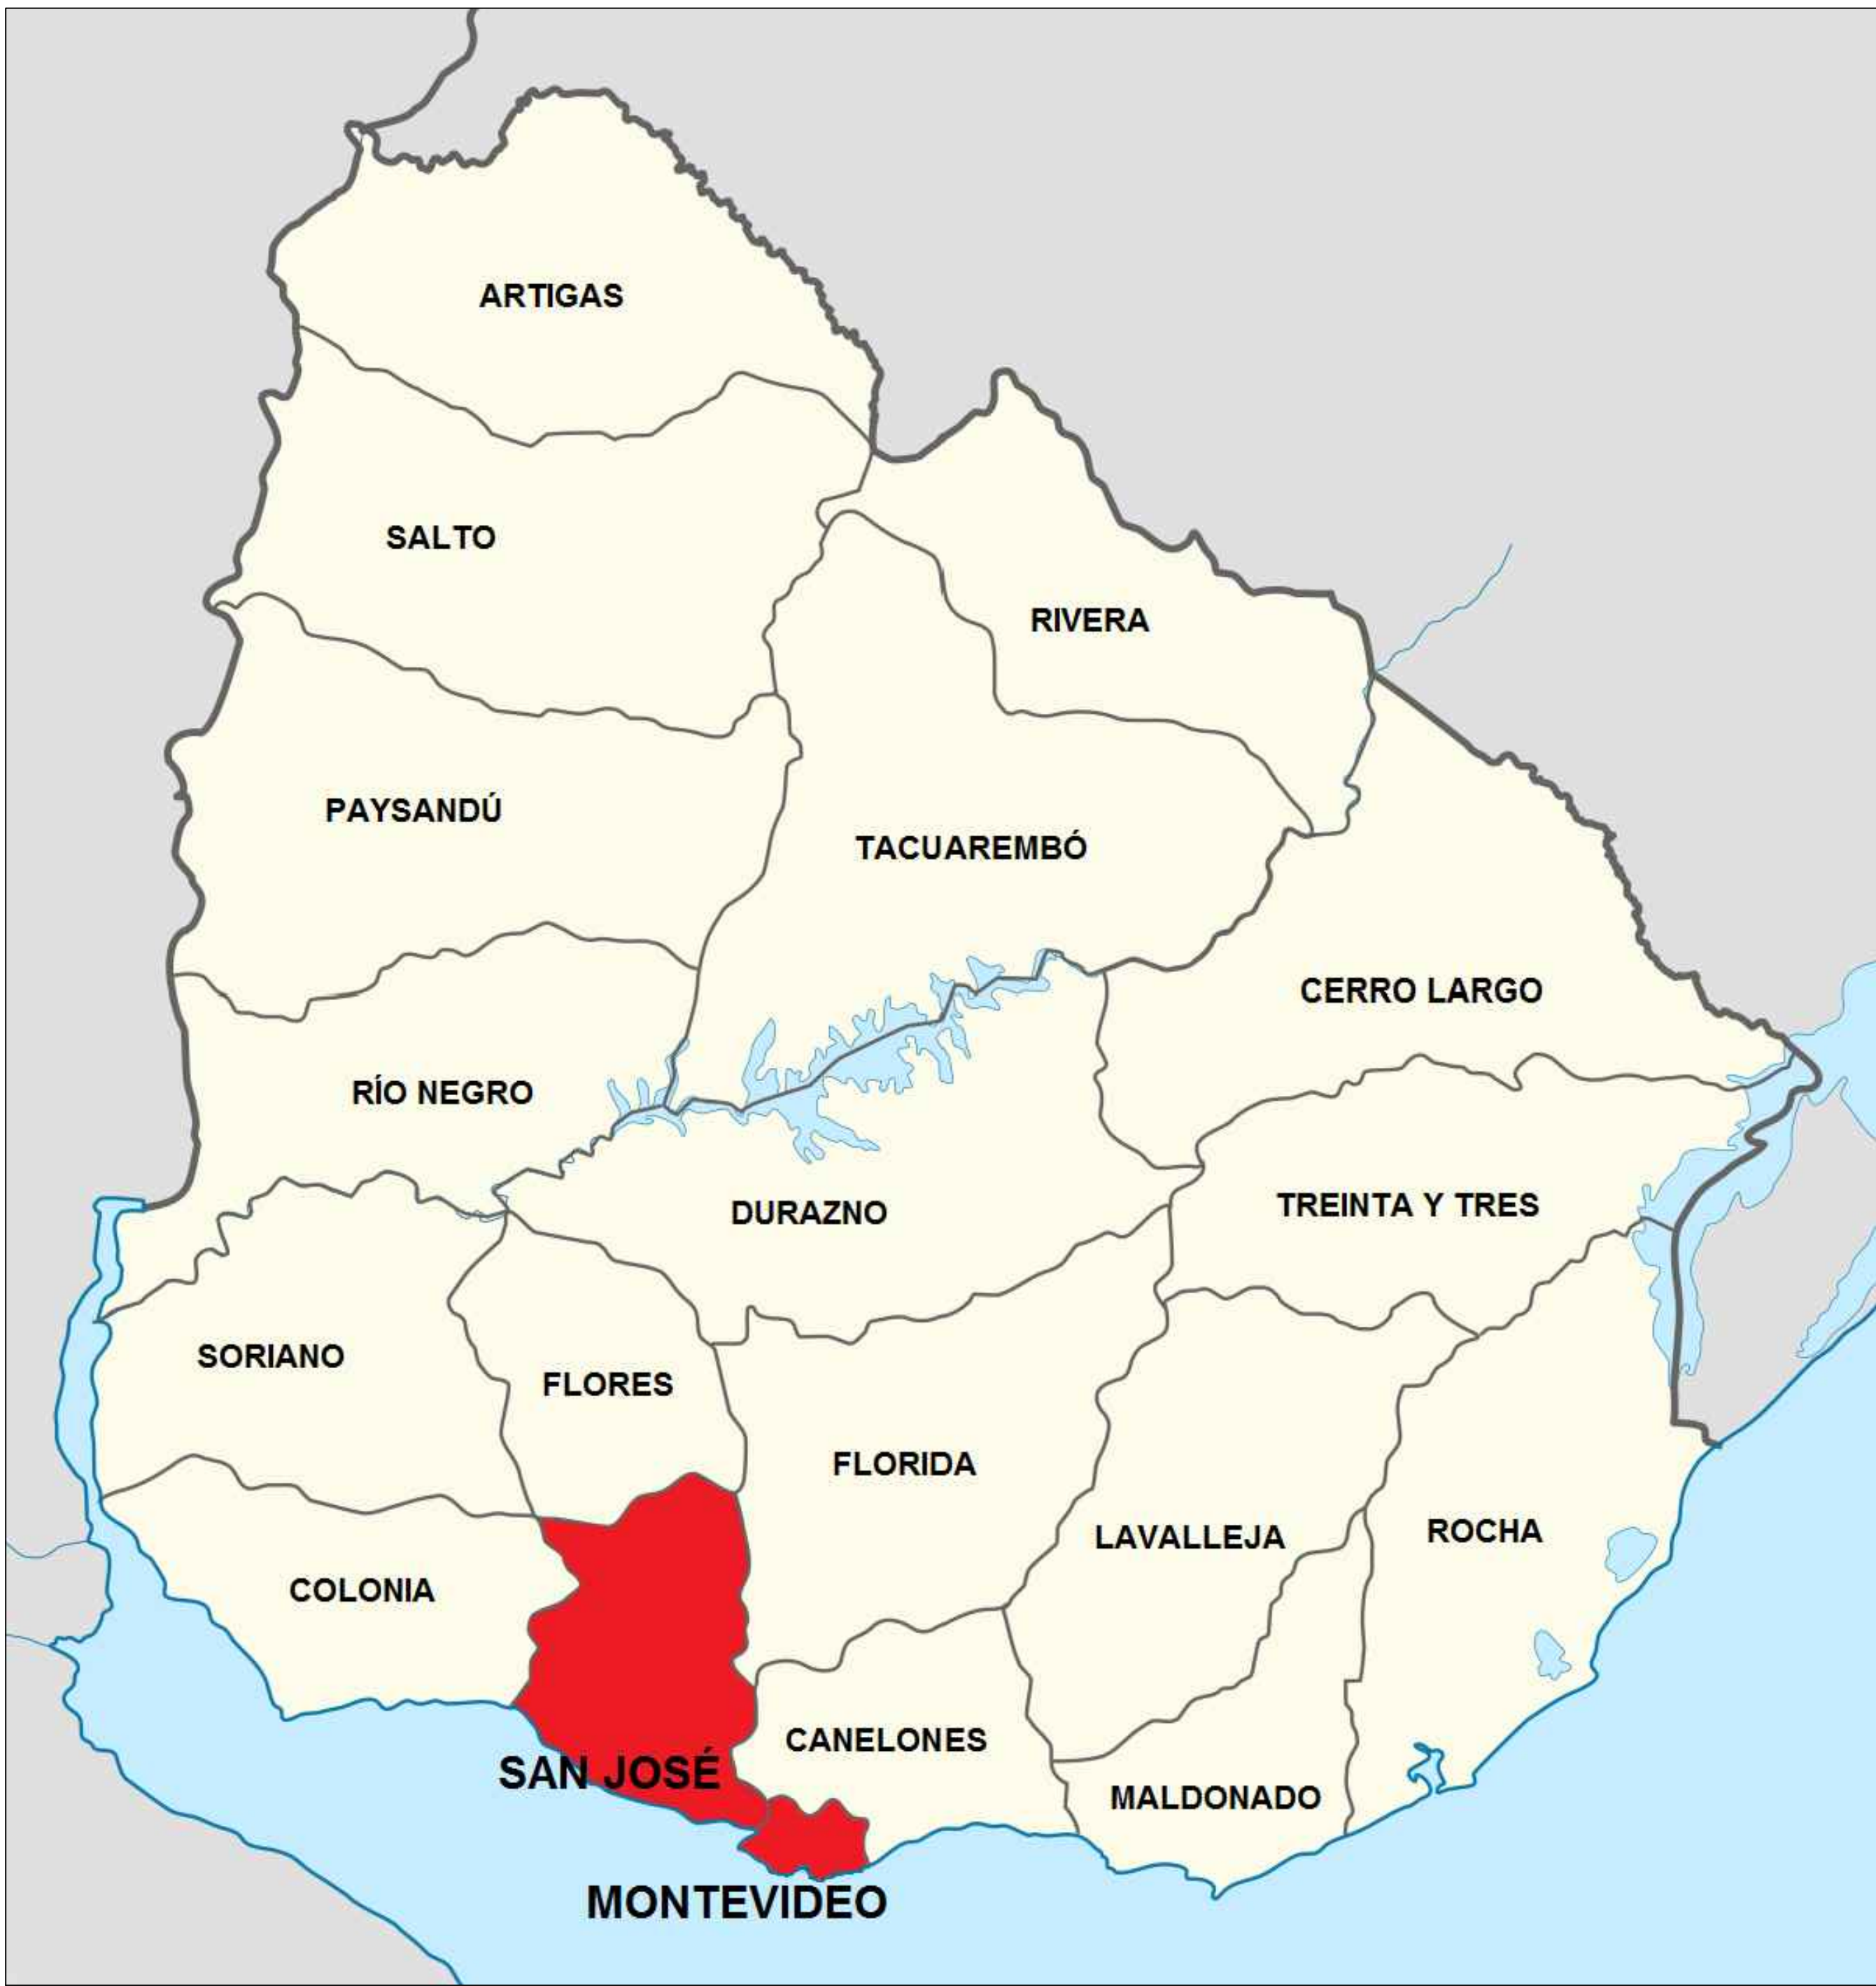 ARTIGAS
SALTO
RIVERA
PAYSANDÚ
TACUAREMBÓ
CERRO LARGO
RÍO NEGRO
DURAZNO
TREINTA Y TRES
SORIANO
FLORES
FLORIDA
LAVALLEJA
ROCHA
COLONIA
CANELONES
SAN JOSÉ
MALDONADO
MONTEVIDEO